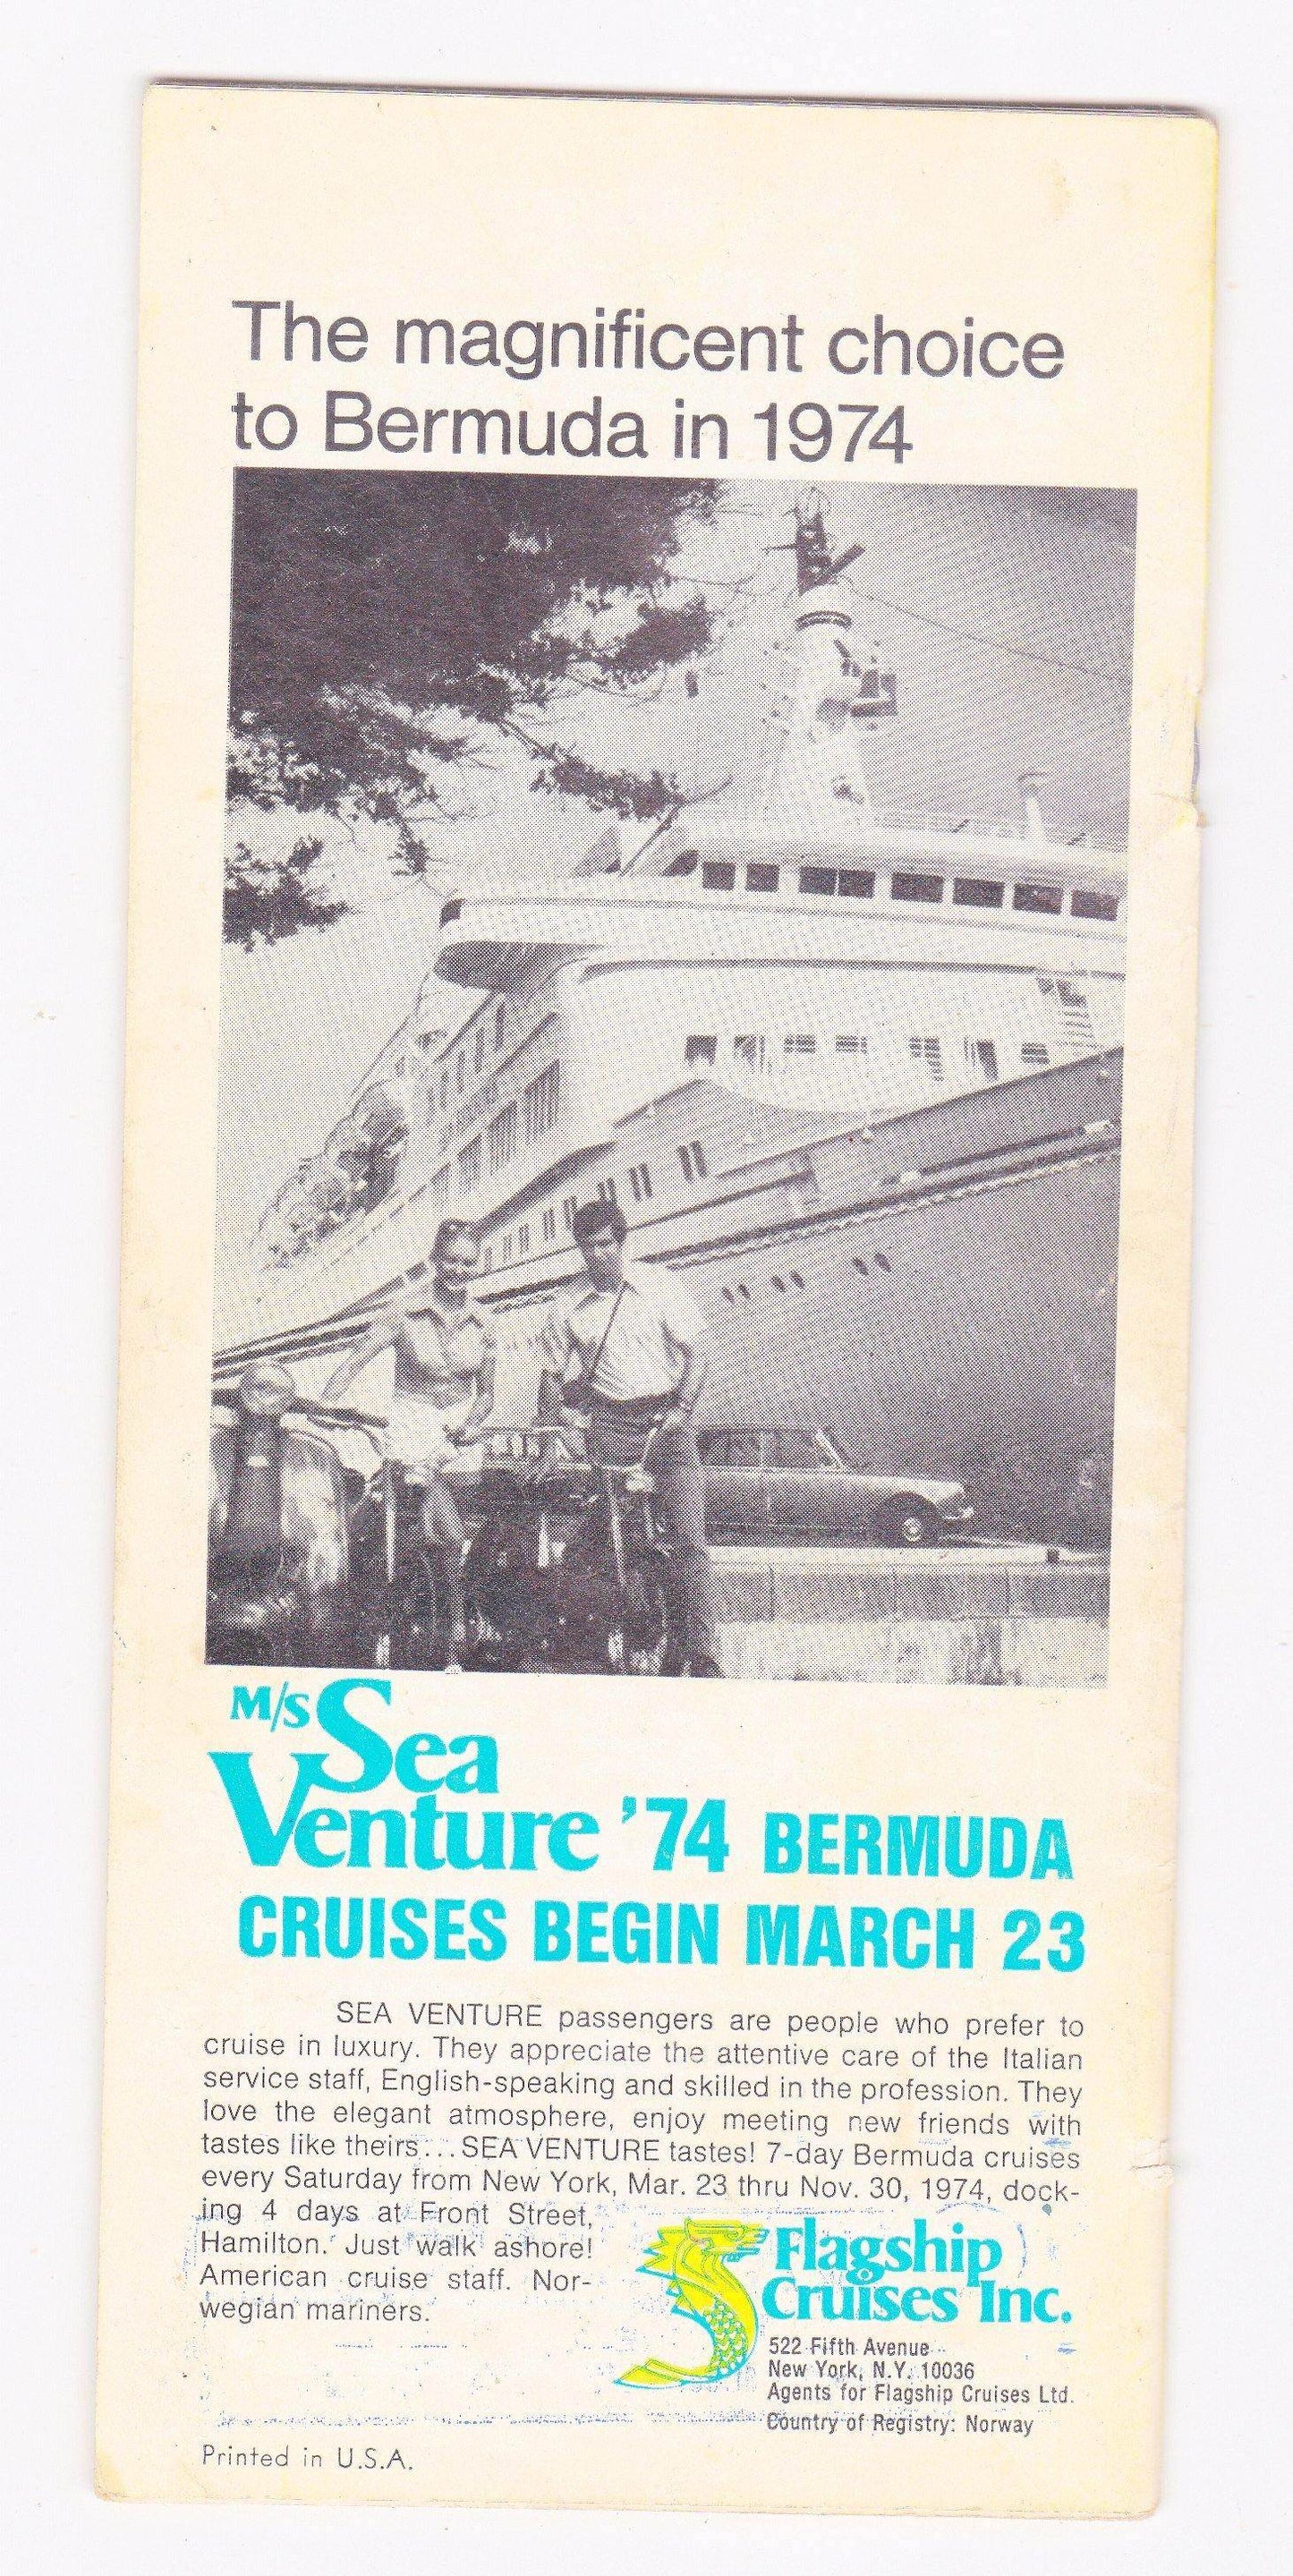 The magnificent choice
to Bermuda in 1974
M/S Sea
Venture '74 BERMUDA
CRUISES BEGIN MARCH 23
SEA VENTURE passengers are people who prefer to
cruise in luxury. They appreciate the attentive care of the Italian
service staff, English-speaking and skilled in the profession. They
love the elegant atmosphere, enjoy meeting new friends with
tastes like theirs...SEA VENTURE tastes! 7-day Bermuda cruises
every Saturday from New York, Mar. 23 thru Nov. 30, 1974, dock-
ing 4 days at Front Street,
Hamilton. Just walk ashore!
American cruise staff. Nor-
wegian mariners.
Flagship
Cruises Inc.
522 Fifth Avenue
New York, N.Y. 10036
Agents for Flagship Cruises Ltd.
Country of Registry: Norway
Printed in U.S.A.